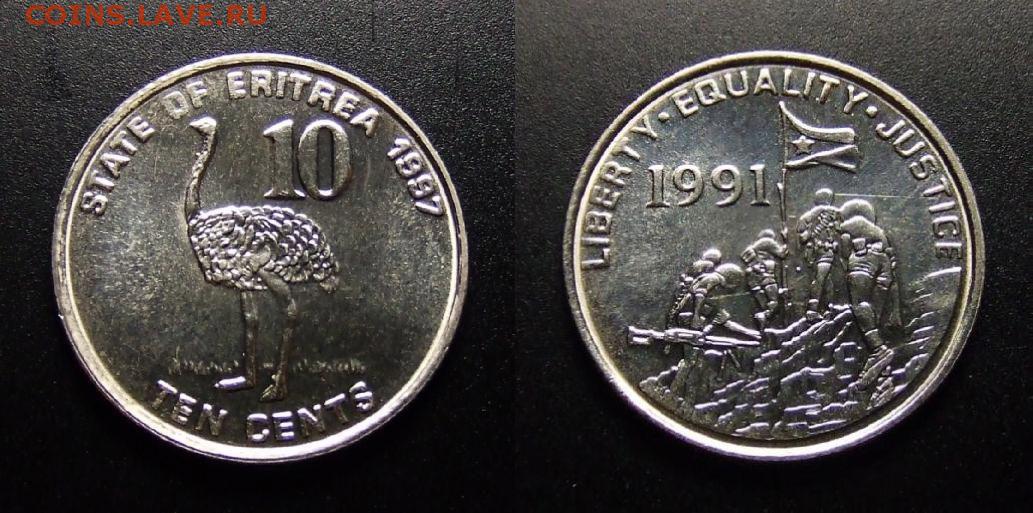 COINS.LAVE.RU
STATE OF ERITREA 1997
10
TEN CENTS
LIBERTY · EQUALITY · JUSTICE
1991